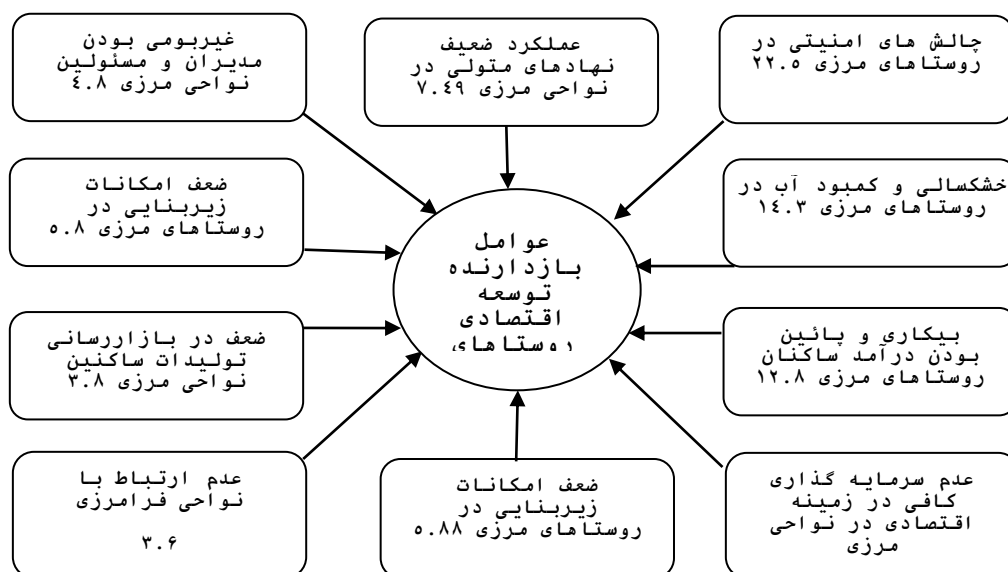 چالش های امنیتی در
روستاهای مرزی ۲۲.۵
عملکرد ضعیف
نهادهای متولی در
نواحی مرزی ۷.٤۹
غیربومی بودن
مدیران و مسئولین
نواحی مرزی ٤.۸
خشکسالی و کمبود آب در
روستاهای مرزی ۱٤.۳
ضعف امکانات
زیربنایی در
روستاهای مرزی ۵.۸
عوامل
بازدارنده
توسعه
اقتصادی
روستاهای
بیکاری و پائین
بودن درآمد ساکنان
روستاهای مرزی ۱۲.۸
ضعف در بازاررسانی
تولیدات ساکنین
نواحی مرزی ۳.۸
عدم سرمایه گذاری
کافی در زمینه
اقتصادی در نواحی
مرزی
ضعف امکانات
زیربنایی در
روستاهای مرزی ۵.۸۸
عدم ارتباط با
نواحی فرامرزی
۳.۶